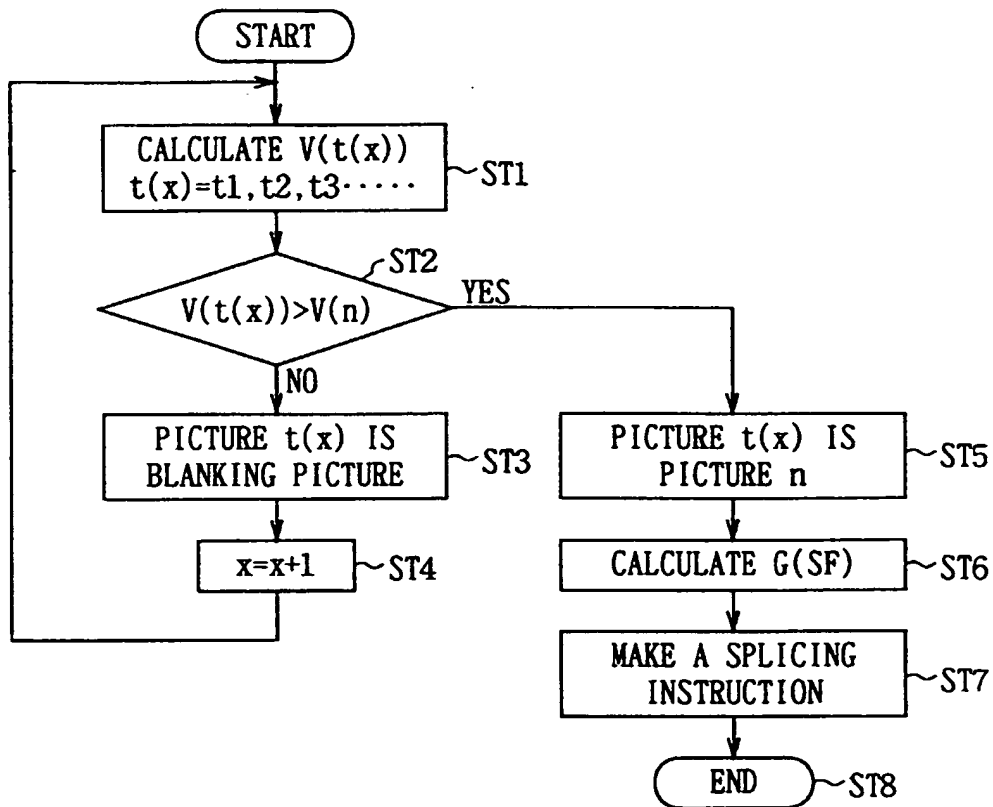 START
CALCULATE V(t(x))
t(x)=t1,t2,t3·····
ST1
ST2
V(t(x))>V(n)
YES
NO
PICTURE t(x) IS
BLANKING PICTURE
ST3
x=x+1
ST4
PICTURE t(x) IS
PICTURE n
ST5
CALCULATE G(SF)
ST6
MAKE A SPLICING
INSTRUCTION
ST7
END
ST8